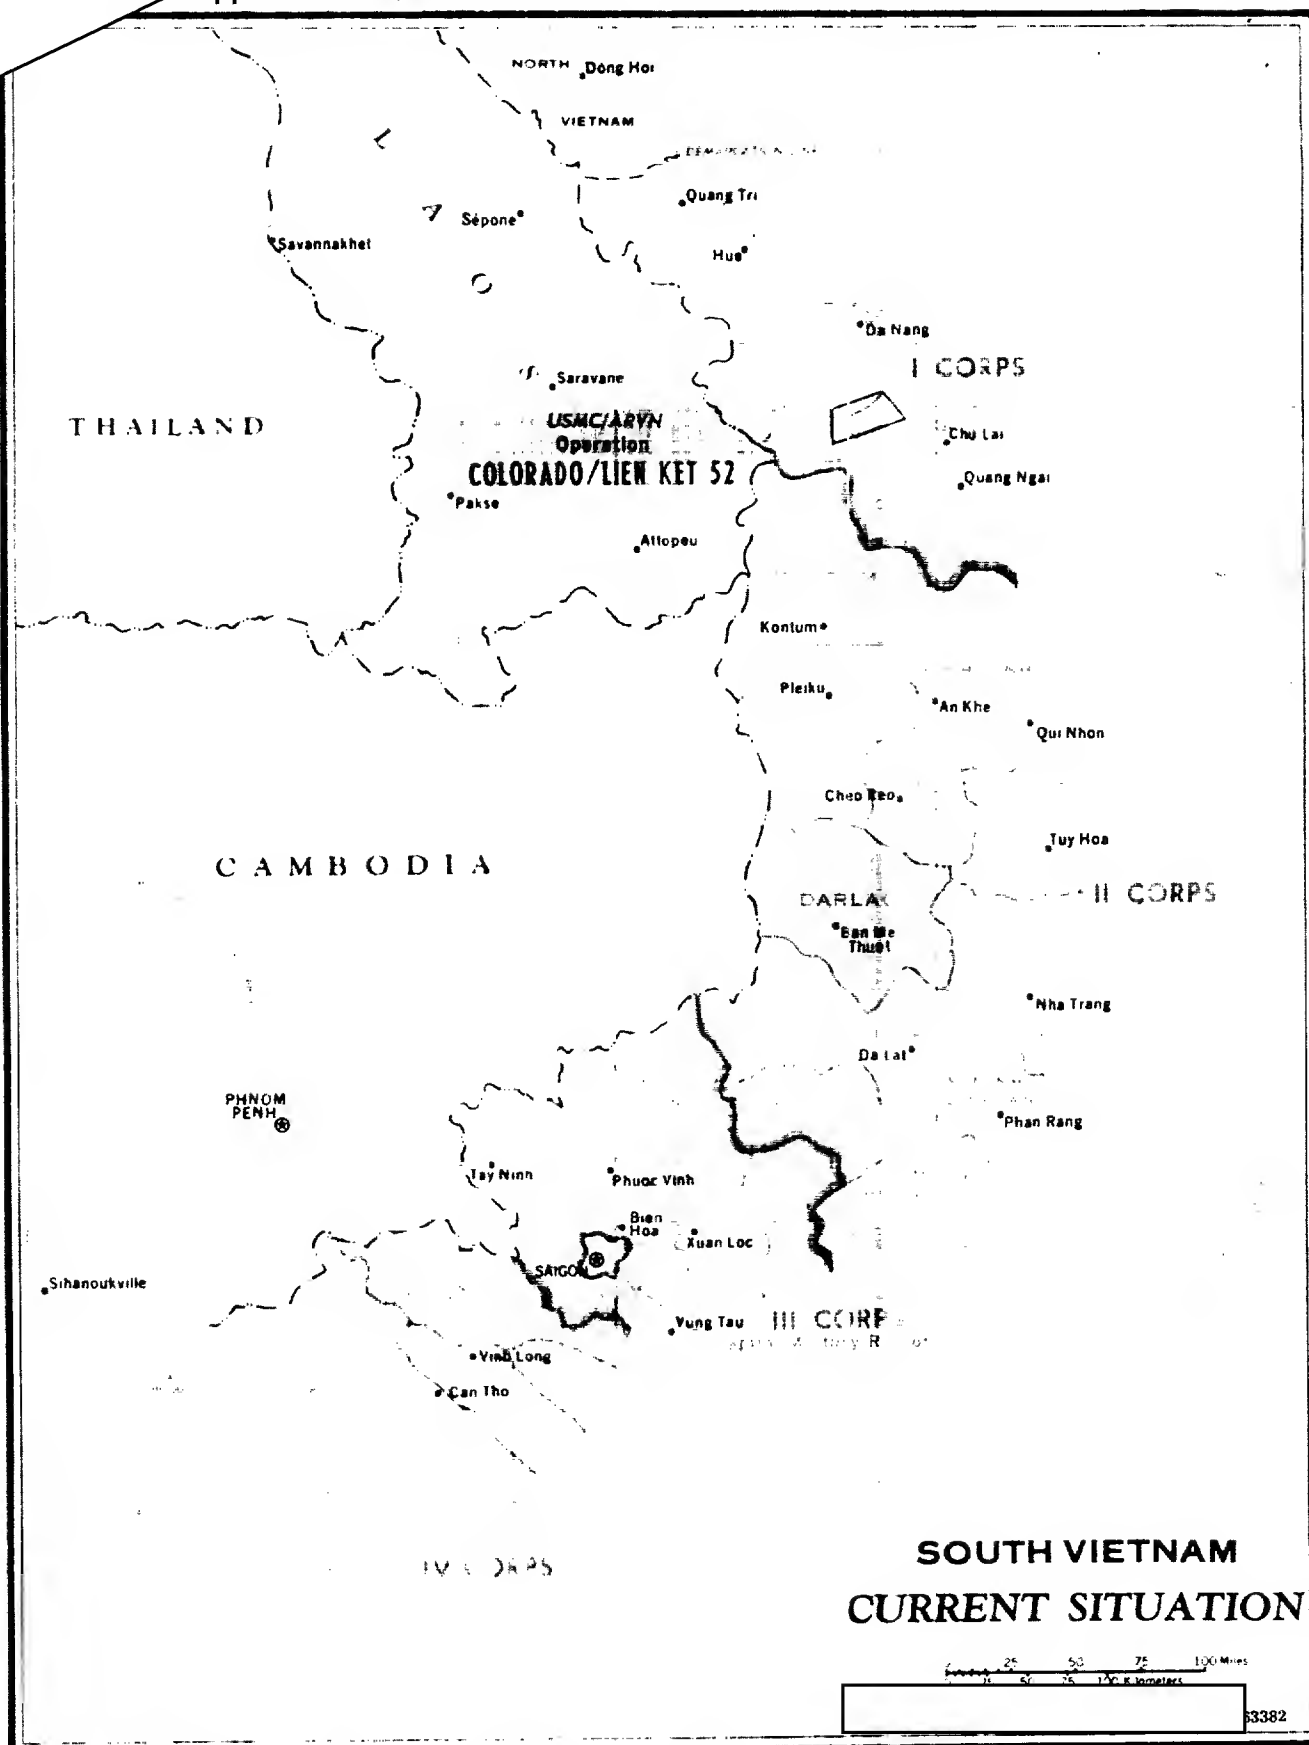 NORTH
Dong Hoi
VIETNAM
L
A
O
S
Quang Tri
Sépone
Savannakhet
Hue
Da Nang
I CORPS
Saravane
THAILAND
USMC/ARVN
Operation
COLORADO/LIEN KET 52
Chu Lai
Quang Ngai
Pakse
Attopeu
Kontum
Pleiku
An Khe
Qui Nhon
Cheo Reo
Tuy Hoa
CAMBODIA
DARLAC
II CORPS
Ban Me
Thuot
Nha Trang
Da Lat
PHNOM
PENH
Phan Rang
Tay Ninh
Phuoc Vinh
Bien
Hoa
Xuan Loc
SAIGON
Sihanoukville
Vung Tau
III CORP
Vinh Long
Can Tho
IV CORPS
SOUTH VIETNAM
CURRENT SITUATION
25 50 75 100 Miles
50 75 100 Kilometers
63382